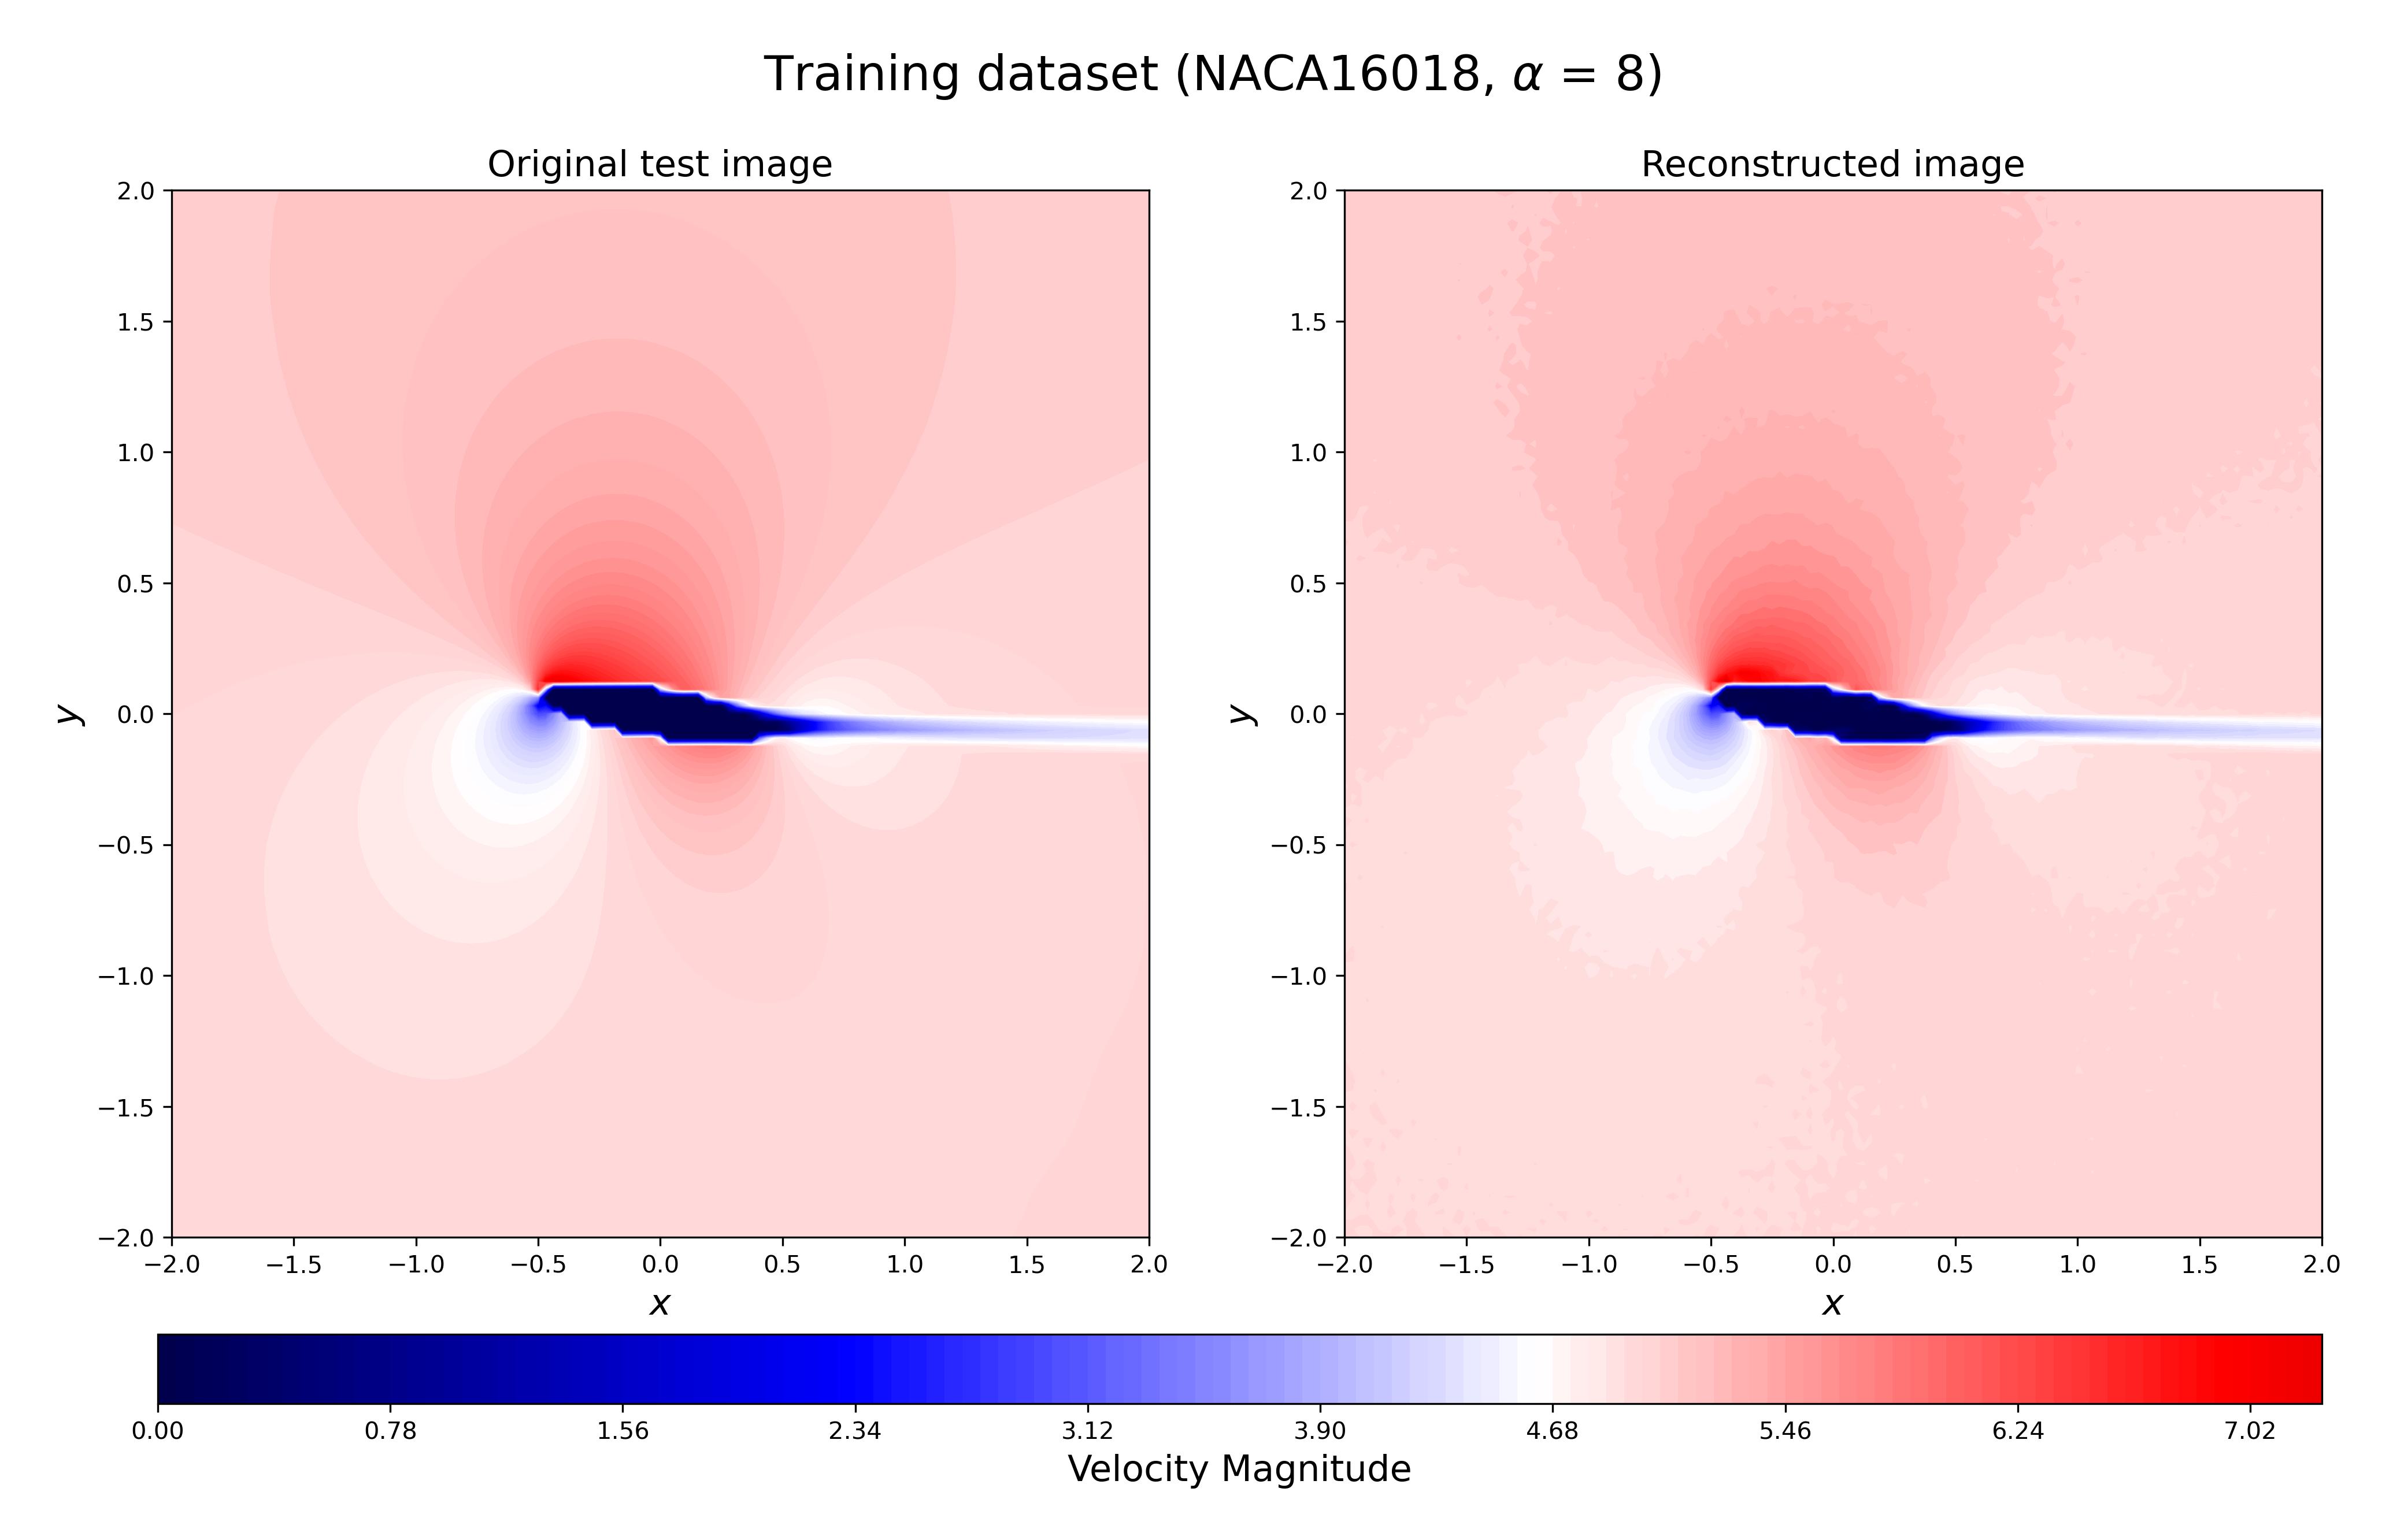 Training dataset (NACA16018, α = 8)
Original test image
Reconstructed image
2.0
1.5
1.0
0.5
0.0
−0.5
−1.0
−1.5
−2.0
y
−2.0 −1.5 −1.0 −0.5 0.0 0.5 1.0 1.5 2.0
x
2.0
1.5
1.0
0.5
0.0
−0.5
−1.0
−1.5
−2.0
y
−2.0 −1.5 −1.0 −0.5 0.0 0.5 1.0 1.5 2.0
x
0.00 0.78 1.56 2.34 3.12 3.90 4.68 5.46 6.24 7.02
Velocity Magnitude